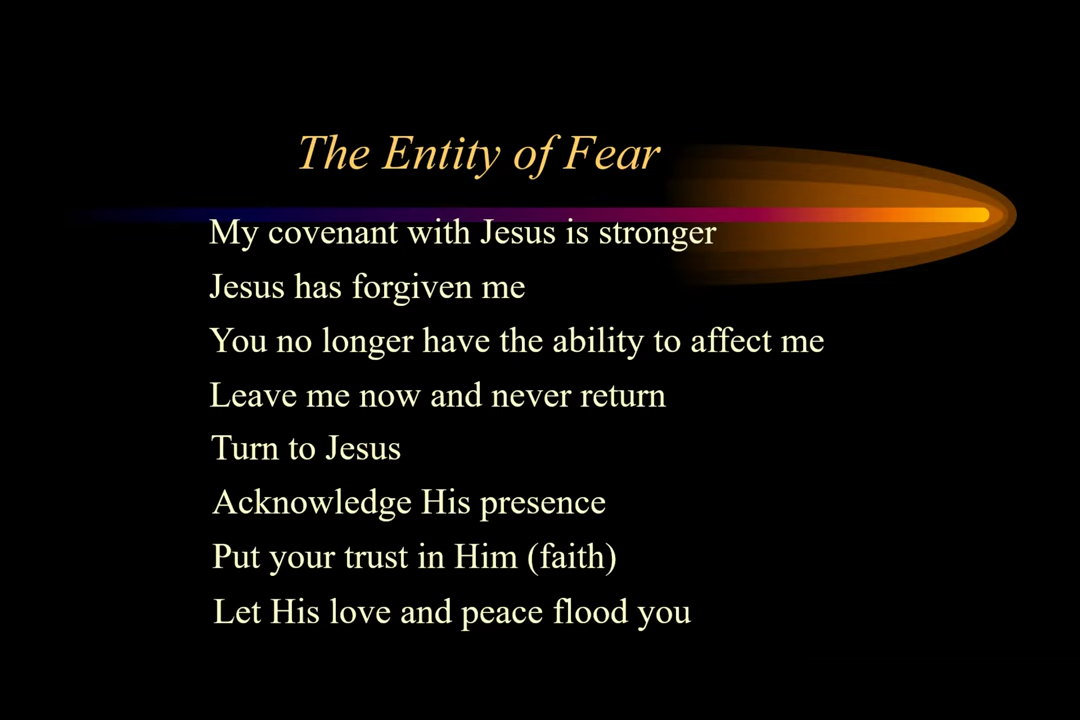 The Entity of Fear
My covenant with Jesus is stronger
Jesus has forgiven me
You no longer have the ability to affect me
Leave me now and never return
Turn to Jesus
Acknowledge His presence
Put your trust in Him (faith)
Let His love and peace flood you